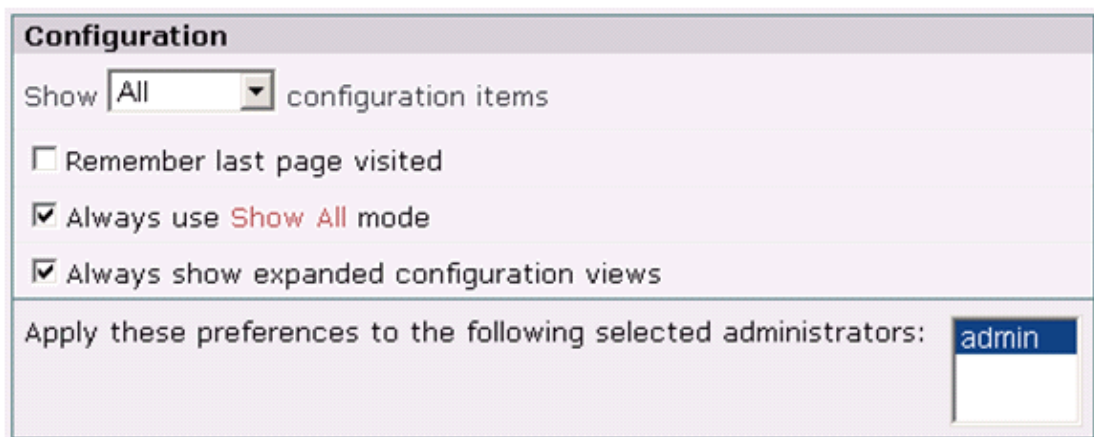 Configuration
Show All configuration items
Remember last page visited
Always use Show All mode
Always show expanded configuration views
Apply these preferences to the following selected administrators: admin